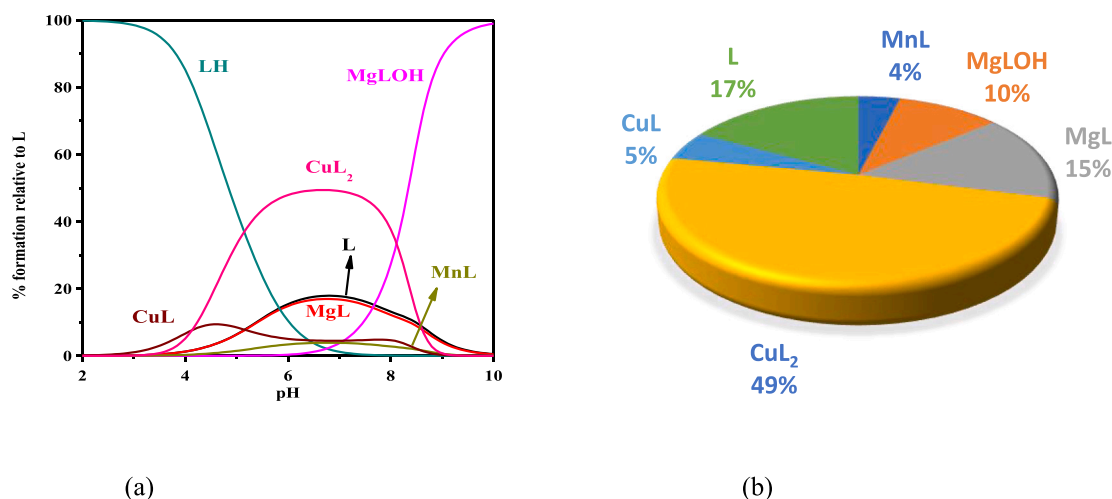 100
80
60
40
20
0
% formation relative to L
LH
MgLOH
CuL₂
L
MnL
CuL
MgL
2
4
6
8
10
pH
(a)
MnL
4%
MgLOH
10%
MgL
15%
CuL₂
49%
CuL
5%
L
17%
(b)